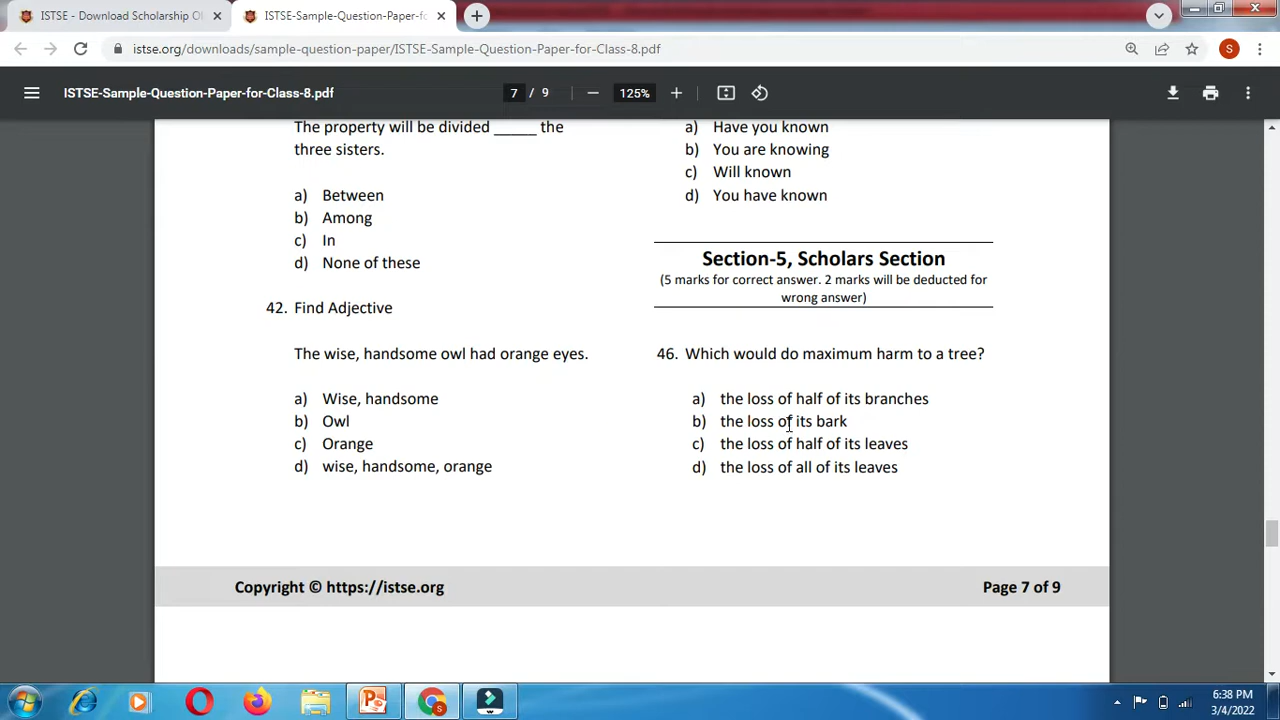 ISTSE - Download Scholarship Ol
ISTSE-Sample-Question-Paper-fo
istse.org/downloads/sample-question-paper/ISTSE-Sample-Question-Paper-for-Class-8.pdf
S
ISTSE-Sample-Question-Paper-for-Class-8.pdf
7 / 9
125%
The property will be divided _____ the
three sisters.
a) Between
b) Among
c) In
d) None of these
42. Find Adjective
The wise, handsome owl had orange eyes.
a) Wise, handsome
b) Owl
c) Orange
d) wise, handsome, orange
a) Have you known
b) You are knowing
c) Will known
d) You have known
Section-5, Scholars Section
(5 marks for correct answer. 2 marks will be deducted for
wrong answer)
46. Which would do maximum harm to a tree?
a) the loss of half of its branches
b) the loss of its bark
c) the loss of half of its leaves
d) the loss of all of its leaves
Copyright © https://istse.org
Page 7 of 9
6:38 PM
3/4/2022